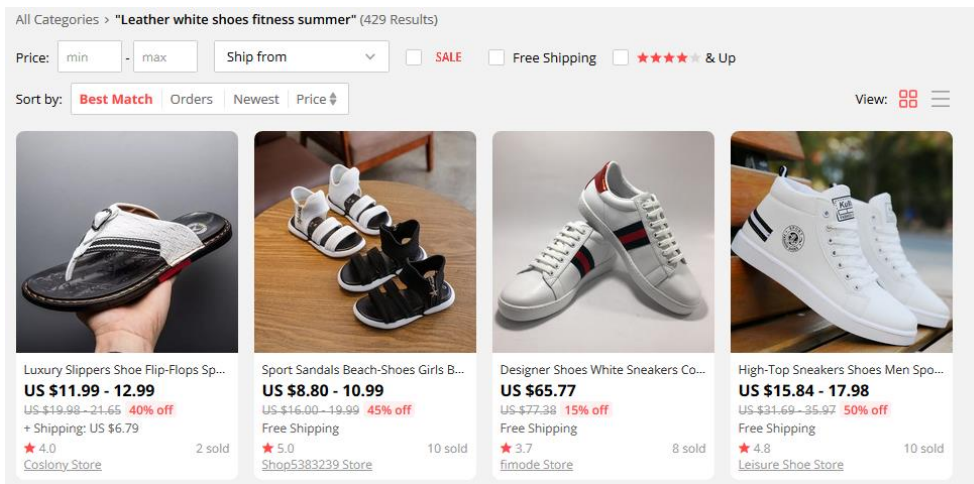 All Categories > "Leather white shoes fitness summer" (429 Results)
Price: min - max Ship from SALE Free Shipping & Up
Sort by: Best Match Orders Newest Price View:
Luxury Slippers Shoe Flip-Flops Sp...
US $11.99 - 12.99
US $19.98 - 21.65 40% off
+ Shipping: US $6.79
4.0 2 sold
Coslony Store
Sport Sandals Beach-Shoes Girls B...
US $8.80 - 10.99
US $16.00 - 19.99 45% off
Free Shipping
5.0 10 sold
Shop5383239 Store
Designer Shoes White Sneakers Co...
US $65.77
US $77.38 15% off
Free Shipping
3.7 8 sold
fimode Store
High-Top Sneakers Shoes Men Spo...
US $15.84 - 17.98
US $31.69 - 35.97 50% off
Free Shipping
4.8 10 sold
Leisure Shoe Store